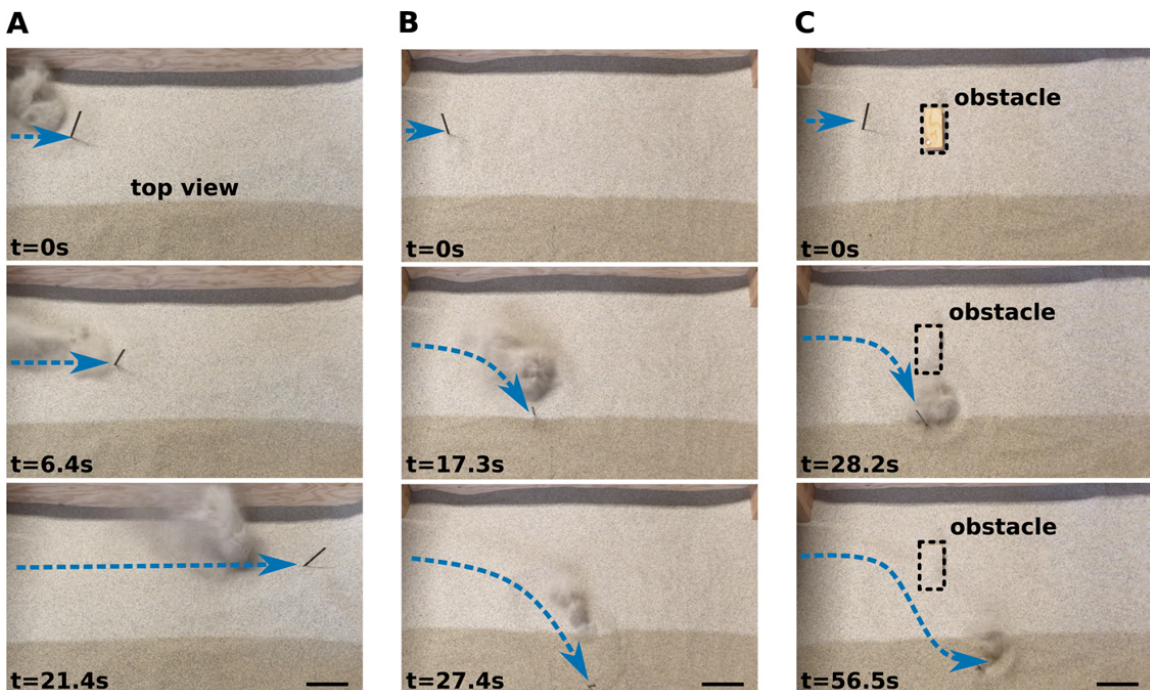 A
top view
t=0s
t=6.4s
t=21.4s
B
t=0s
t=17.3s
t=27.4s
C
obstacle
t=0s
obstacle
t=28.2s
obstacle
t=56.5s